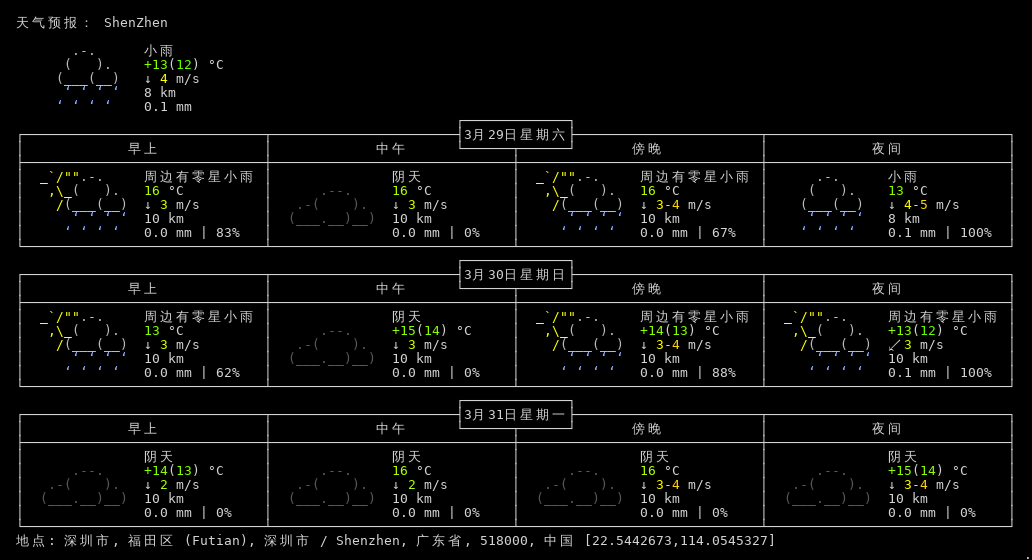 天气预报： ShenZhen
小雨
+13(12) °C
↓ 4 m/s
8 km
0.1 mm
3月29日星期六
早上 中午 傍晚 夜间
周边有零星小雨 阴天 周边有零星小雨 小雨
16 °C 16 °C 16 °C 13 °C
↓ 3 m/s ↓ 3 m/s ↓ 3-4 m/s ↓ 4-5 m/s
10 km 10 km 10 km 8 km
0.0 mm | 83% 0.0 mm | 0% 0.0 mm | 67% 0.1 mm | 100%
3月30日星期日
早上 中午 傍晚 夜间
周边有零星小雨 阴天 周边有零星小雨 周边有零星小雨
13 °C +15(14) °C +14(13) °C +13(12) °C
↓ 3 m/s ↓ 3 m/s ↓ 3-4 m/s ↙ 3 m/s
10 km 10 km 10 km 10 km
0.0 mm | 62% 0.0 mm | 0% 0.0 mm | 88% 0.1 mm | 100%
3月31日星期一
早上 中午 傍晚 夜间
阴天 阴天 阴天 阴天
+14(13) °C 16 °C 16 °C +15(14) °C
↓ 2 m/s ↓ 2 m/s ↓ 3-4 m/s ↓ 3-4 m/s
10 km 10 km 10 km 10 km
0.0 mm | 0% 0.0 mm | 0% 0.0 mm | 0% 0.0 mm | 0%
地点: 深圳市, 福田区 (Futian), 深圳市 / Shenzhen, 广东省, 518000, 中国 [22.5442673,114.0545327]